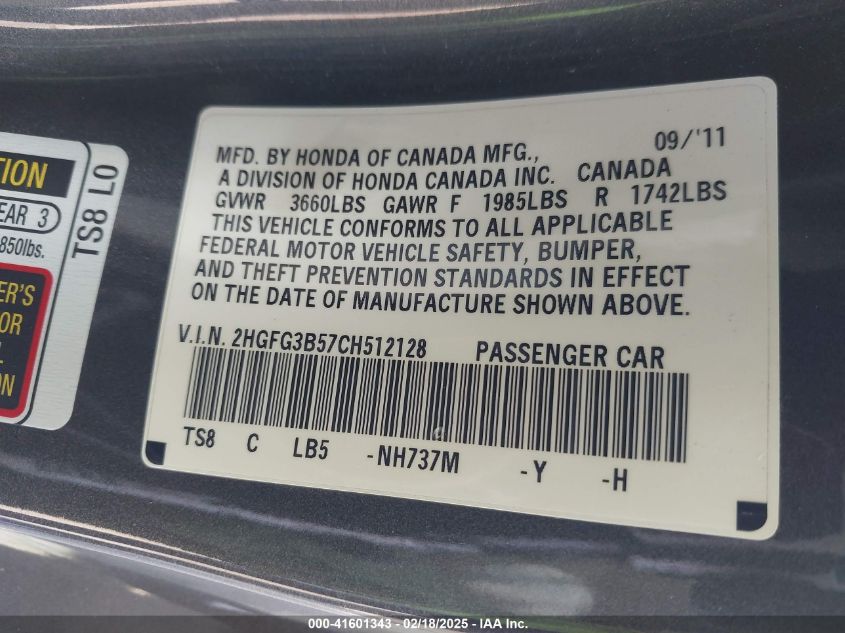 TION
EAR 3
850lbs.
ER'S
OR
L
ON
TS8 L0
09/'11
MFD. BY HONDA OF CANADA MFG.,
A DIVISION OF HONDA CANADA INC. CANADA
GVWR 3660LBS GAWR F 1985LBS R 1742LBS
THIS VEHICLE CONFORMS TO ALL APPLICABLE
FEDERAL MOTOR VEHICLE SAFETY, BUMPER,
AND THEFT PREVENTION STANDARDS IN EFFECT
ON THE DATE OF MANUFACTURE SHOWN ABOVE.
V.I.N. 2HGFG3B57CH512128 PASSENGER CAR
TS8 C LB5 -NH737M -Y -H
000-41601343 - 02/18/2025 - IAA Inc.